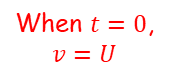 When t = 0,
v = U